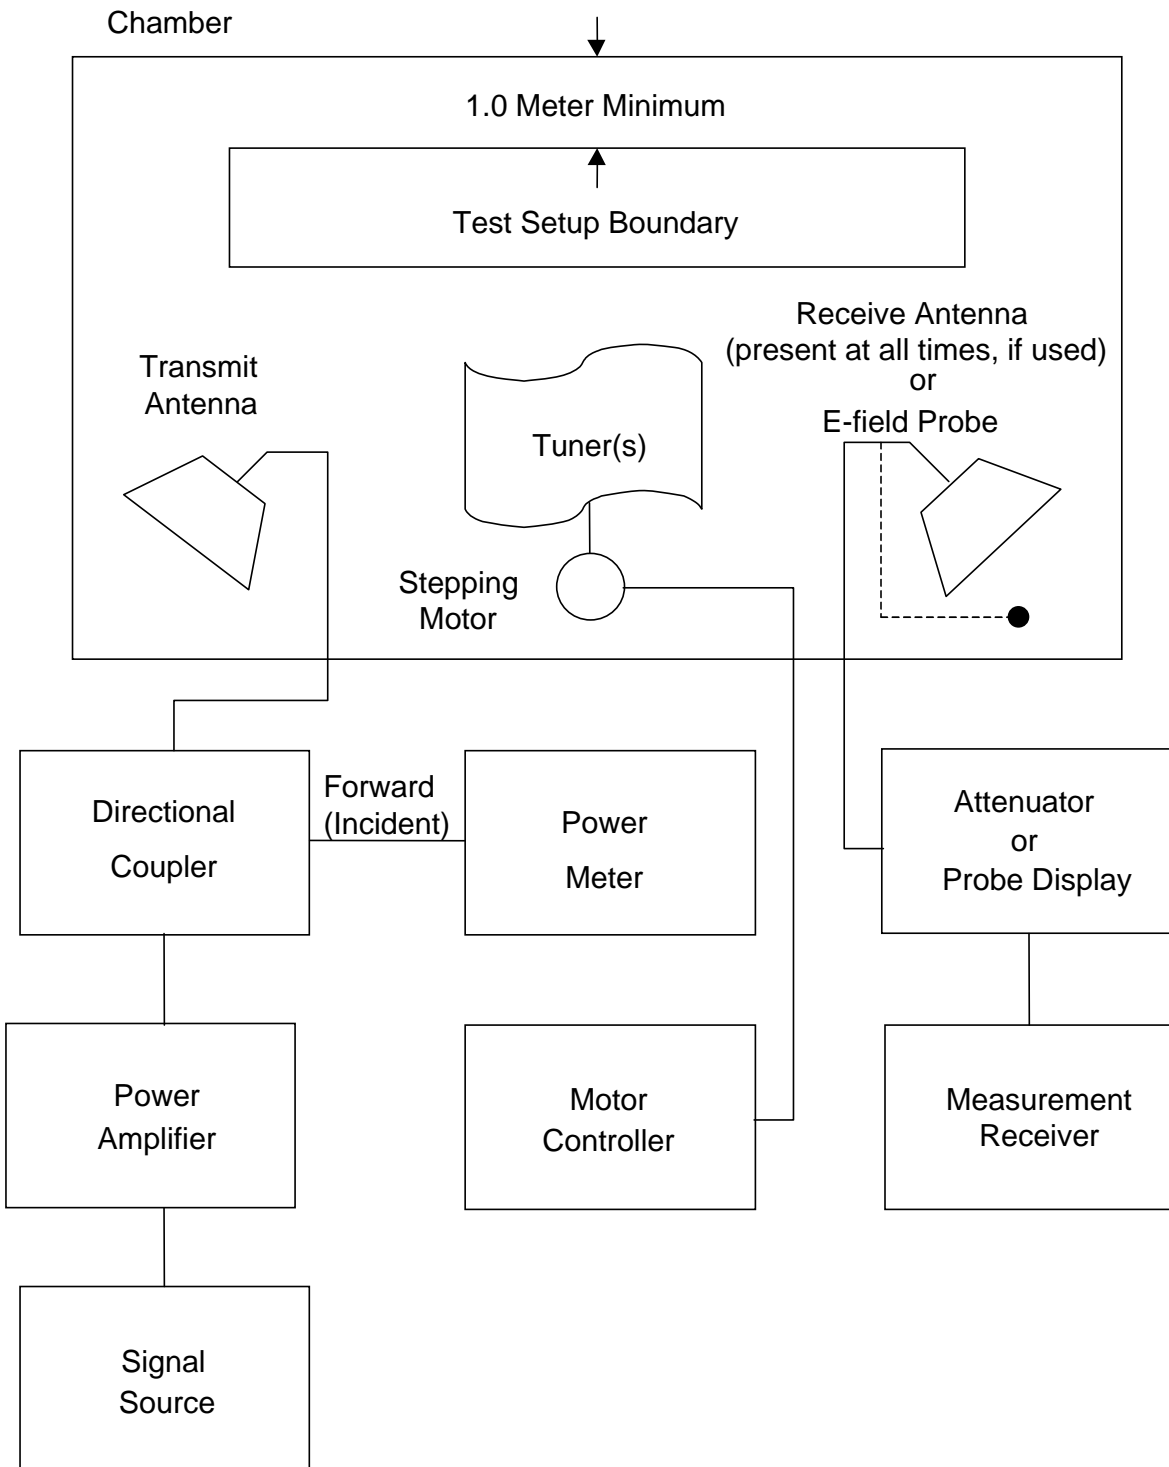 Chamber
1.0 Meter Minimum
Test Setup Boundary
Transmit
Antenna
Tuner(s)
Receive Antenna
(present at all times, if used)
or
E-field Probe
Stepping
Motor
Directional
Coupler
Forward
(Incident)
Power
Meter
Attenuator
or
Probe Display
Power
Amplifier
Motor
Controller
Measurement
Receiver
Signal
Source